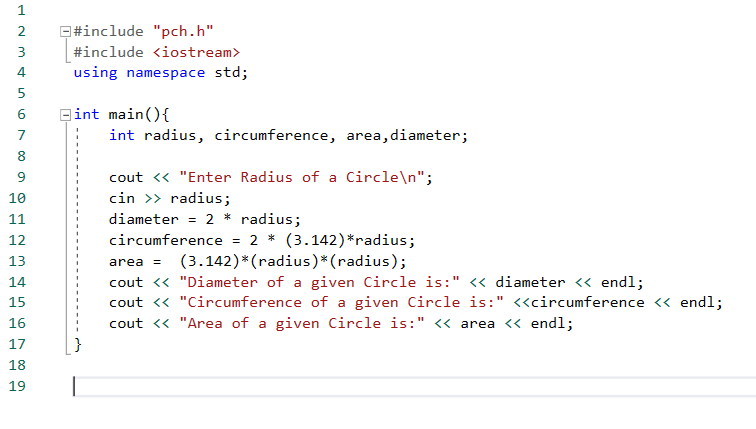 1
2 #include "pch.h"
3 #include <iostream>
4 using namespace std;
5
6 int main(){
7     int radius, circumference, area,diameter;
8
9     cout << "Enter Radius of a Circle\n";
10     cin >> radius;
11     diameter = 2 * radius;
12     circumference = 2 * (3.142)*radius;
13     area =  (3.142)*(radius)*(radius);
14     cout << "Diameter of a given Circle is:" << diameter << endl;
15     cout << "Circumference of a given Circle is:" <<circumference << endl;
16     cout << "Area of a given Circle is:" << area << endl;
17 }
18
19